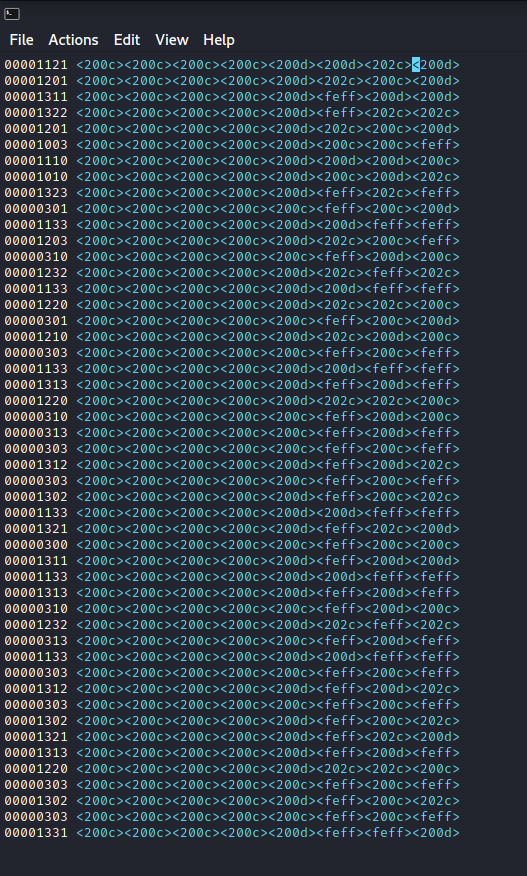 File Actions Edit View Help
00001121 <200c><200c><200c><200c><200d><200d><202c><200d>
00001201 <200c><200c><200c><200c><200d><202c><200c><200d>
00001311 <200c><200c><200c><200c><200d><feff><200d><200d>
00001322 <200c><200c><200c><200c><200d><feff><202c><202c>
00001201 <200c><200c><200c><200c><200d><202c><200c><200d>
00001003 <200c><200c><200c><200c><200d><200c><200c><feff>
00001110 <200c><200c><200c><200c><200d><200d><200d><200c>
00001010 <200c><200c><200c><200c><200d><200c><200d><202c>
00001323 <200c><200c><200c><200c><200d><feff><202c><feff>
00000301 <200c><200c><200c><200c><200c><feff><200c><200d>
00001133 <200c><200c><200c><200c><200d><200d><feff><feff>
00001203 <200c><200c><200c><200c><200d><202c><200c><feff>
00000310 <200c><200c><200c><200c><200c><feff><200d><200c>
00001232 <200c><200c><200c><200c><200d><202c><feff><202c>
00001133 <200c><200c><200c><200c><200d><200d><feff><feff>
00001220 <200c><200c><200c><200c><200d><202c><202c><200c>
00000301 <200c><200c><200c><200c><200c><feff><200c><200d>
00001210 <200c><200c><200c><200c><200d><202c><200d><200c>
00000303 <200c><200c><200c><200c><200c><feff><200c><feff>
00001133 <200c><200c><200c><200c><200d><200d><feff><feff>
00001313 <200c><200c><200c><200c><200d><feff><200d><feff>
00001220 <200c><200c><200c><200c><200d><202c><202c><200c>
00000310 <200c><200c><200c><200c><200c><feff><200d><200c>
00000313 <200c><200c><200c><200c><200c><feff><200d><feff>
00000303 <200c><200c><200c><200c><200c><feff><200c><feff>
00001312 <200c><200c><200c><200c><200d><feff><200d><202c>
00000303 <200c><200c><200c><200c><200c><feff><200c><feff>
00001302 <200c><200c><200c><200c><200d><feff><200c><202c>
00001133 <200c><200c><200c><200c><200d><200d><feff><feff>
00001321 <200c><200c><200c><200c><200d><feff><202c><200d>
00000300 <200c><200c><200c><200c><200c><feff><200c><200c>
00001311 <200c><200c><200c><200c><200d><feff><200d><200d>
00001133 <200c><200c><200c><200c><200d><200d><feff><feff>
00001313 <200c><200c><200c><200c><200d><feff><200d><feff>
00000310 <200c><200c><200c><200c><200c><feff><200d><200c>
00001232 <200c><200c><200c><200c><200d><202c><feff><202c>
00000313 <200c><200c><200c><200c><200c><feff><200d><feff>
00001133 <200c><200c><200c><200c><200d><200d><feff><feff>
00000303 <200c><200c><200c><200c><200c><feff><200c><feff>
00001312 <200c><200c><200c><200c><200d><feff><200d><202c>
00000303 <200c><200c><200c><200c><200c><feff><200c><feff>
00001302 <200c><200c><200c><200c><200d><feff><200c><202c>
00001321 <200c><200c><200c><200c><200d><feff><202c><200d>
00001313 <200c><200c><200c><200c><200d><feff><200d><feff>
00001220 <200c><200c><200c><200c><200d><202c><202c><200c>
00000303 <200c><200c><200c><200c><200c><feff><200c><feff>
00001302 <200c><200c><200c><200c><200d><feff><200c><202c>
00000303 <200c><200c><200c><200c><200c><feff><200c><feff>
00001331 <200c><200c><200c><200c><200d><feff><feff><200d>